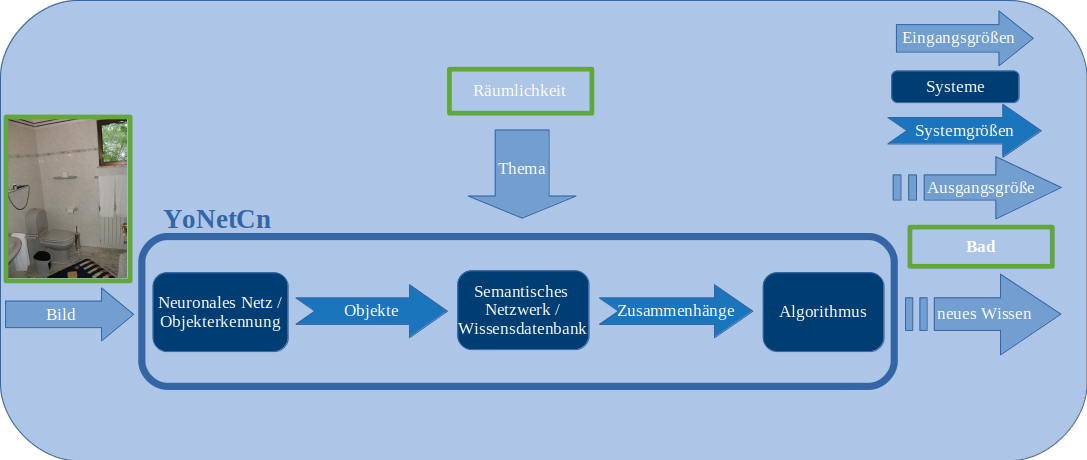 Eingangsgrößen
Systeme
Systemgrößen
Ausgangsgröße
Räumlichkeit
Thema
YoNetCn
Bild
Neuronales Netz /
Objekterkennung
Objekte
Semantisches
Netzwerk /
Wissensdatenbank
Zusammenhänge
Algorithmus
Bad
neues Wissen